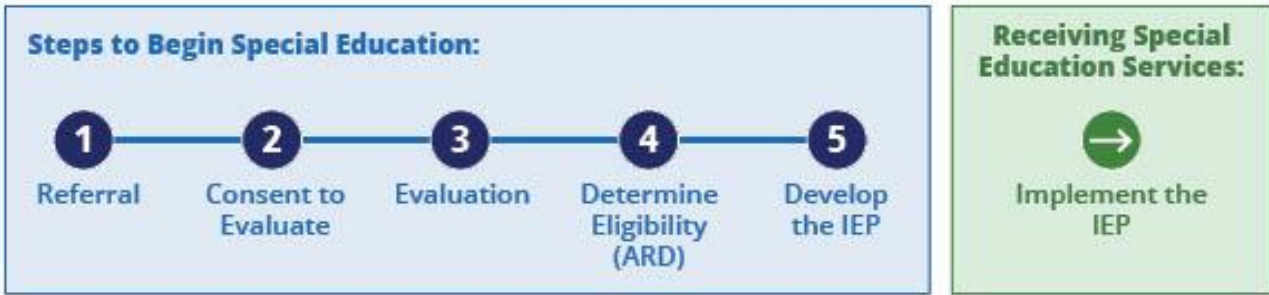 Steps to Begin Special Education:
1
2
3
4
5
Referral
Consent to
Evaluate
Evaluation
Determine
Eligibility
(ARD)
Develop
the IEP
Receiving Special
Education Services:
→
Implement the
IEP